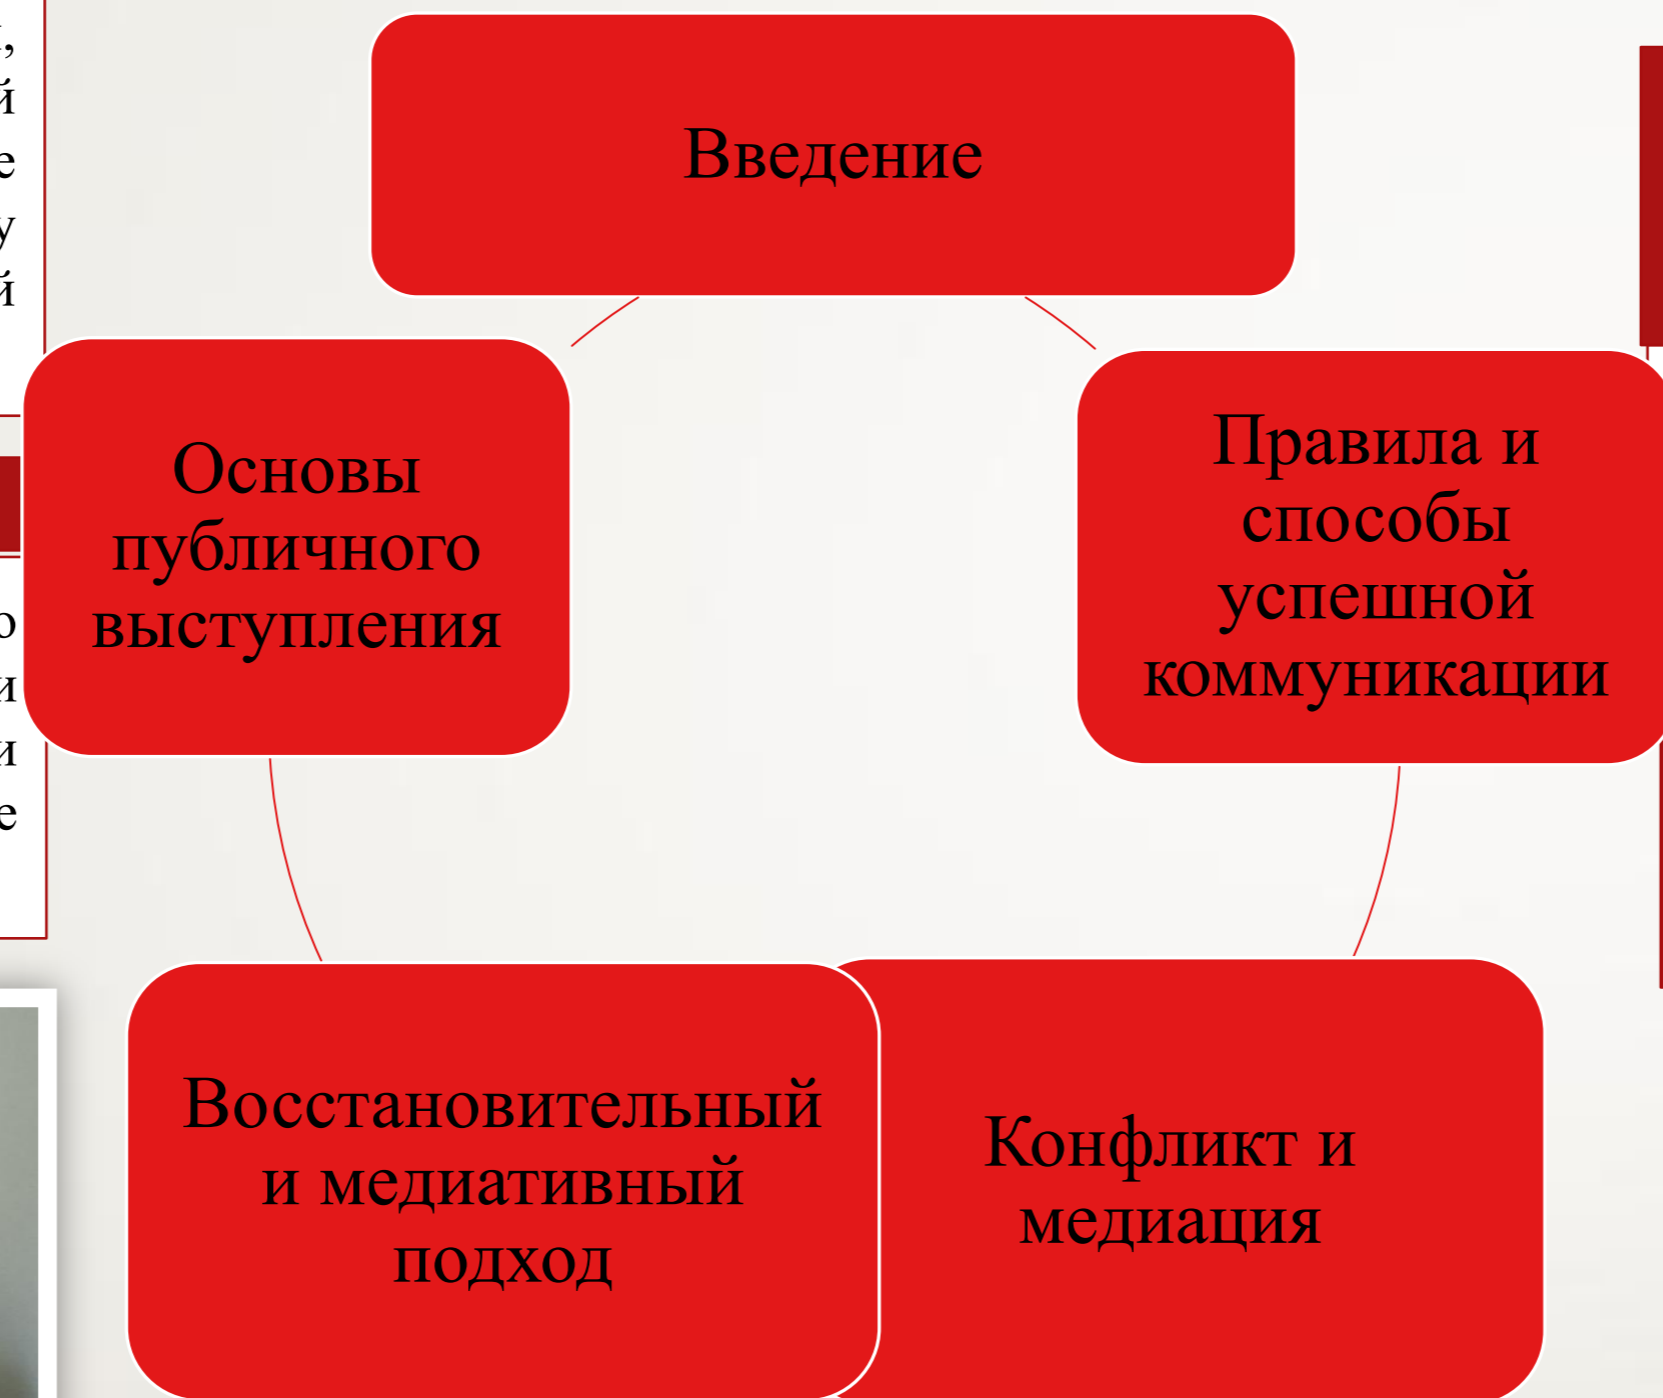 Введение
Правила и
способы
успешной
коммуникации
Конфликт и
медиация
Восстановительный
и медиативный
подход
Основы
публичного
выступления